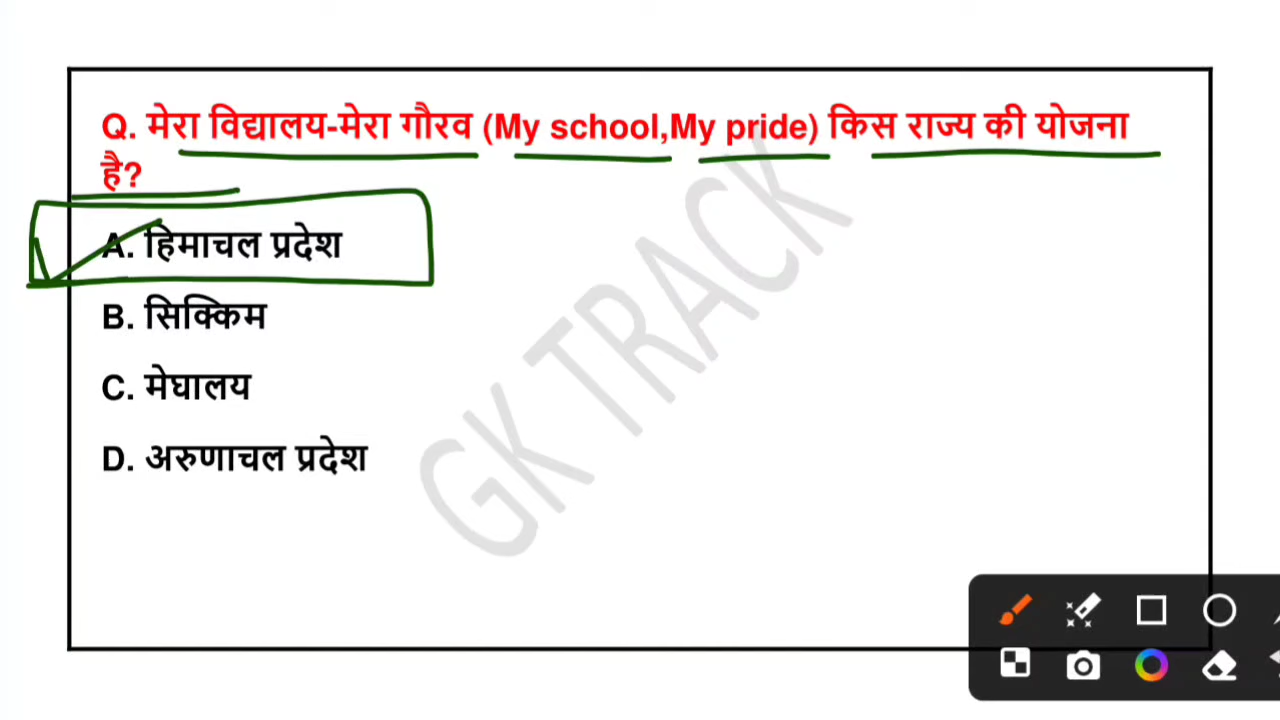 Q. मेरा विद्यालय-मेरा गौरव (My school,My pride) किस राज्य की योजना
है?
A. हिमाचल प्रदेश
B. सिक्किम
C. मेघालय
D. अरुणाचल प्रदेश
GK TRACK